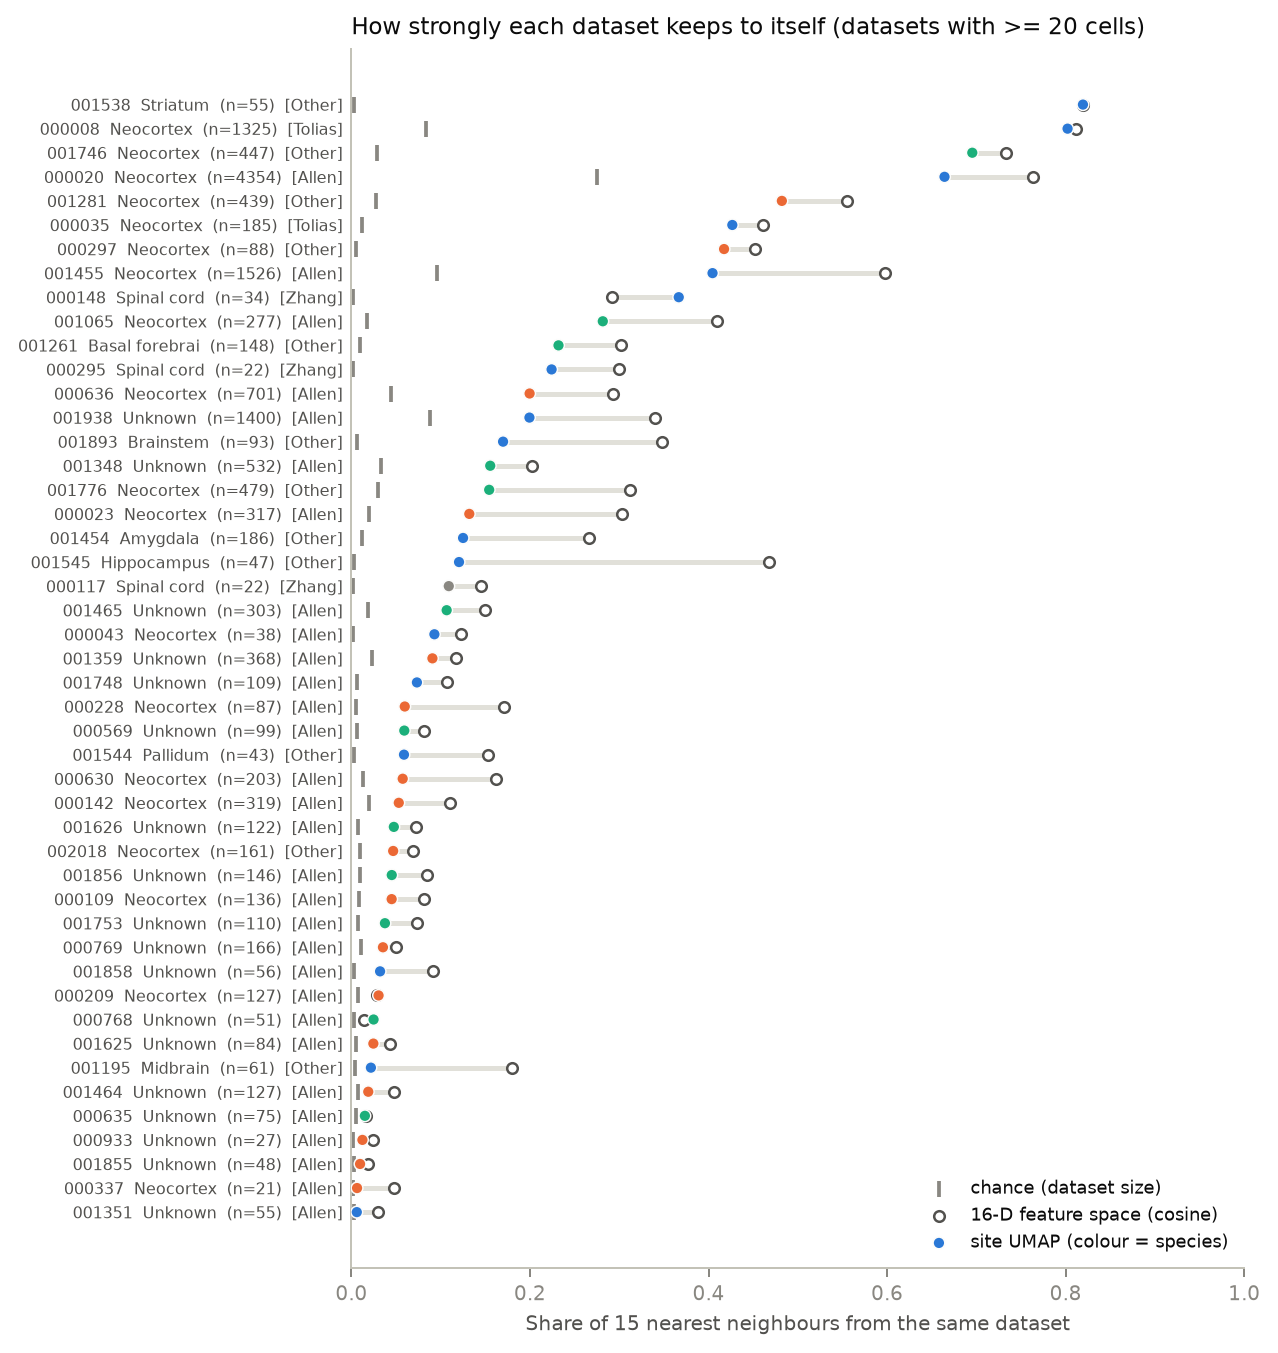 How strongly each dataset keeps to itself (datasets with >= 20 cells)
001538 Striatum (n=55) [Other]
000008 Neocortex (n=1325) [Tolias]
001746 Neocortex (n=447) [Other]
000020 Neocortex (n=4354) [Allen]
001281 Neocortex (n=439) [Other]
000035 Neocortex (n=185) [Tolias]
000297 Neocortex (n=88) [Other]
001455 Neocortex (n=1526) [Allen]
000148 Spinal cord (n=34) [Zhang]
001065 Neocortex (n=277) [Allen]
001261 Basal forebrai (n=148) [Other]
000295 Spinal cord (n=22) [Zhang]
000636 Neocortex (n=701) [Allen]
001938 Unknown (n=1400) [Allen]
001893 Brainstem (n=93) [Other]
001348 Unknown (n=532) [Allen]
001776 Neocortex (n=479) [Other]
000023 Neocortex (n=317) [Allen]
001454 Amygdala (n=186) [Other]
001545 Hippocampus (n=47) [Other]
000117 Spinal cord (n=22) [Zhang]
001465 Unknown (n=303) [Allen]
000043 Neocortex (n=38) [Allen]
001359 Unknown (n=368) [Allen]
001748 Unknown (n=109) [Allen]
000228 Neocortex (n=87) [Allen]
000569 Unknown (n=99) [Allen]
001544 Pallidum (n=43) [Other]
000630 Neocortex (n=203) [Allen]
000142 Neocortex (n=319) [Allen]
001626 Unknown (n=122) [Allen]
002018 Neocortex (n=161) [Other]
001856 Unknown (n=146) [Allen]
000109 Neocortex (n=136) [Allen]
001753 Unknown (n=110) [Allen]
000769 Unknown (n=166) [Allen]
001858 Unknown (n=56) [Allen]
000209 Neocortex (n=127) [Allen]
000768 Unknown (n=51) [Allen]
001625 Unknown (n=84) [Allen]
001195 Midbrain (n=61) [Other]
001464 Unknown (n=127) [Allen]
000635 Unknown (n=75) [Allen]
000933 Unknown (n=27) [Allen]
001855 Unknown (n=48) [Allen]
000337 Neocortex (n=21) [Allen]
001351 Unknown (n=55) [Allen]
chance (dataset size)
16-D feature space (cosine)
site UMAP (colour = species)
0.0 0.2 0.4 0.6 0.8 1.0
Share of 15 nearest neighbours from the same dataset